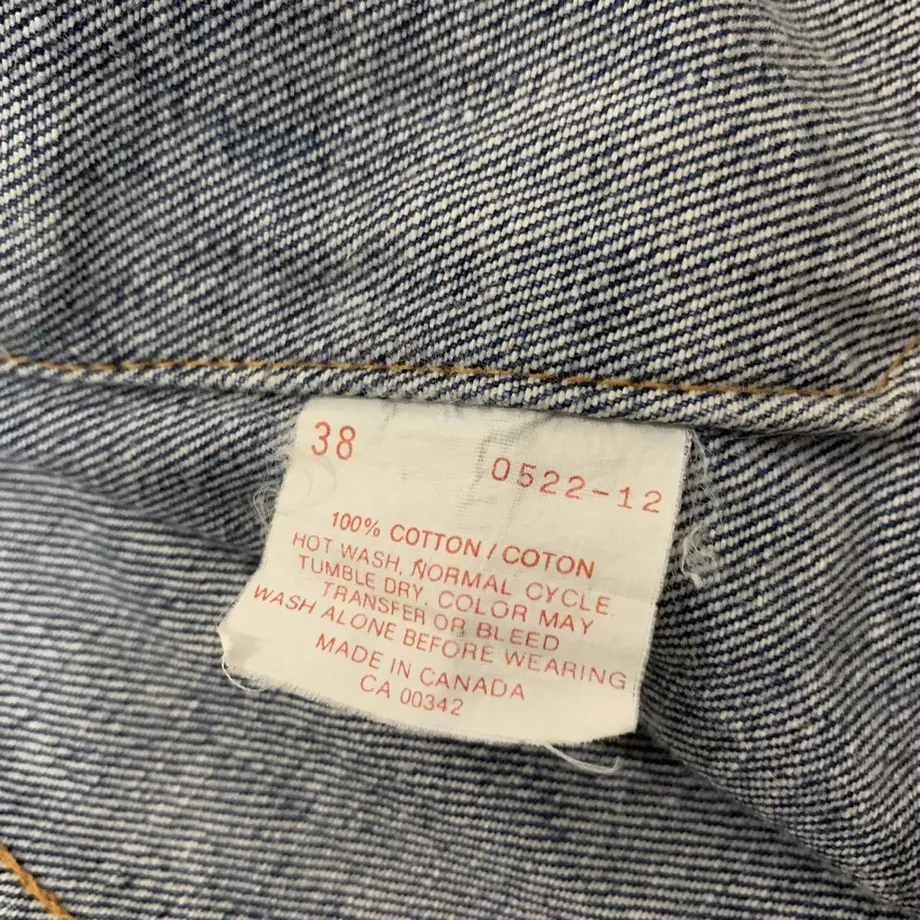 38
0522-12
100% COTTON / COTON
HOT WASH, NORMAL CYCLE.
TUMBLE DRY, COLOR MAY
TRANSFER OR BLEED
WASH ALONE BEFORE WEARING
MADE IN CANADA
CA 00342